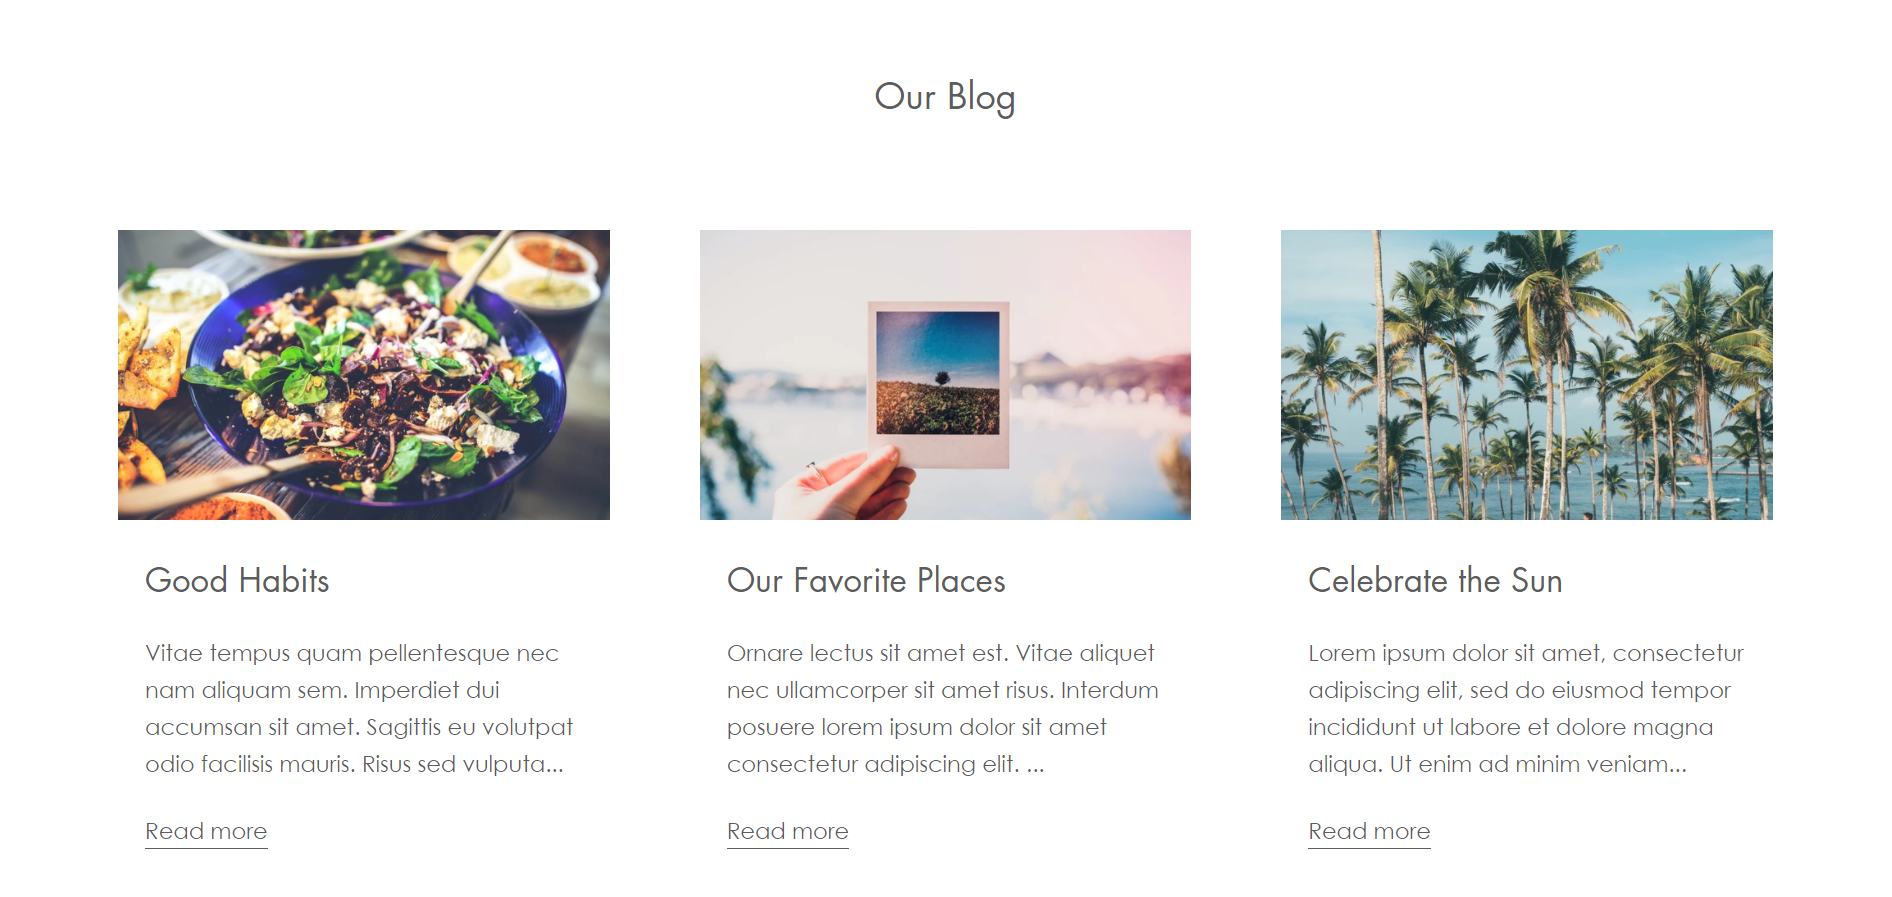 Our Blog
Good Habits
Vitae tempus quam pellentesque nec
nam aliquam sem. Imperdiet dui
accumsan sit amet. Sagittis eu volutpat
odio facilisis mauris. Risus sed vulputa...
Read more
Our Favorite Places
Ornare lectus sit amet est. Vitae aliquet
nec ullamcorper sit amet risus. Interdum
posuere lorem ipsum dolor sit amet
consectetur adipiscing elit. ...
Read more
Celebrate the Sun
Lorem ipsum dolor sit amet, consectetur
adipiscing elit, sed do eiusmod tempor
incididunt ut labore et dolore magna
aliqua. Ut enim ad minim veniam...
Read more